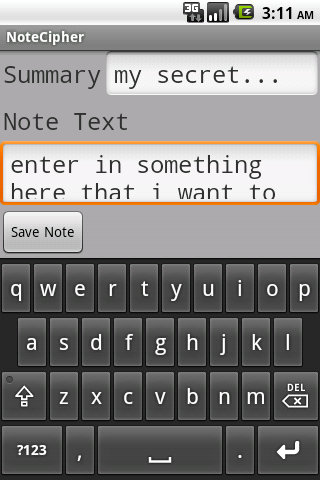 3G 3:11 AM
NoteCipher
Summary my secret...
Note Text
enter in something
here that i want to
Save Note
q w e r t y u i o p
a s d f g h j k l
z x c v b n m DEL
?123 , .